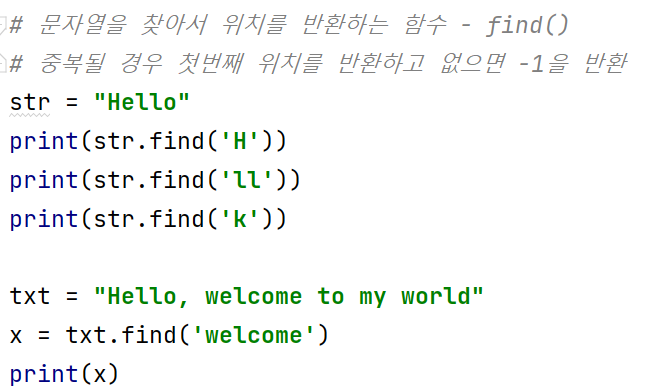 # 문자열을 찾아서 위치를 반환하는 함수 - find()
# 중복될 경우 첫번째 위치를 반환하고 없으면 -1을 반환
str = "Hello"
print(str.find('H'))
print(str.find('ll'))
print(str.find('k'))
txt = "Hello, welcome to my world"
x = txt.find('welcome')
print(x)